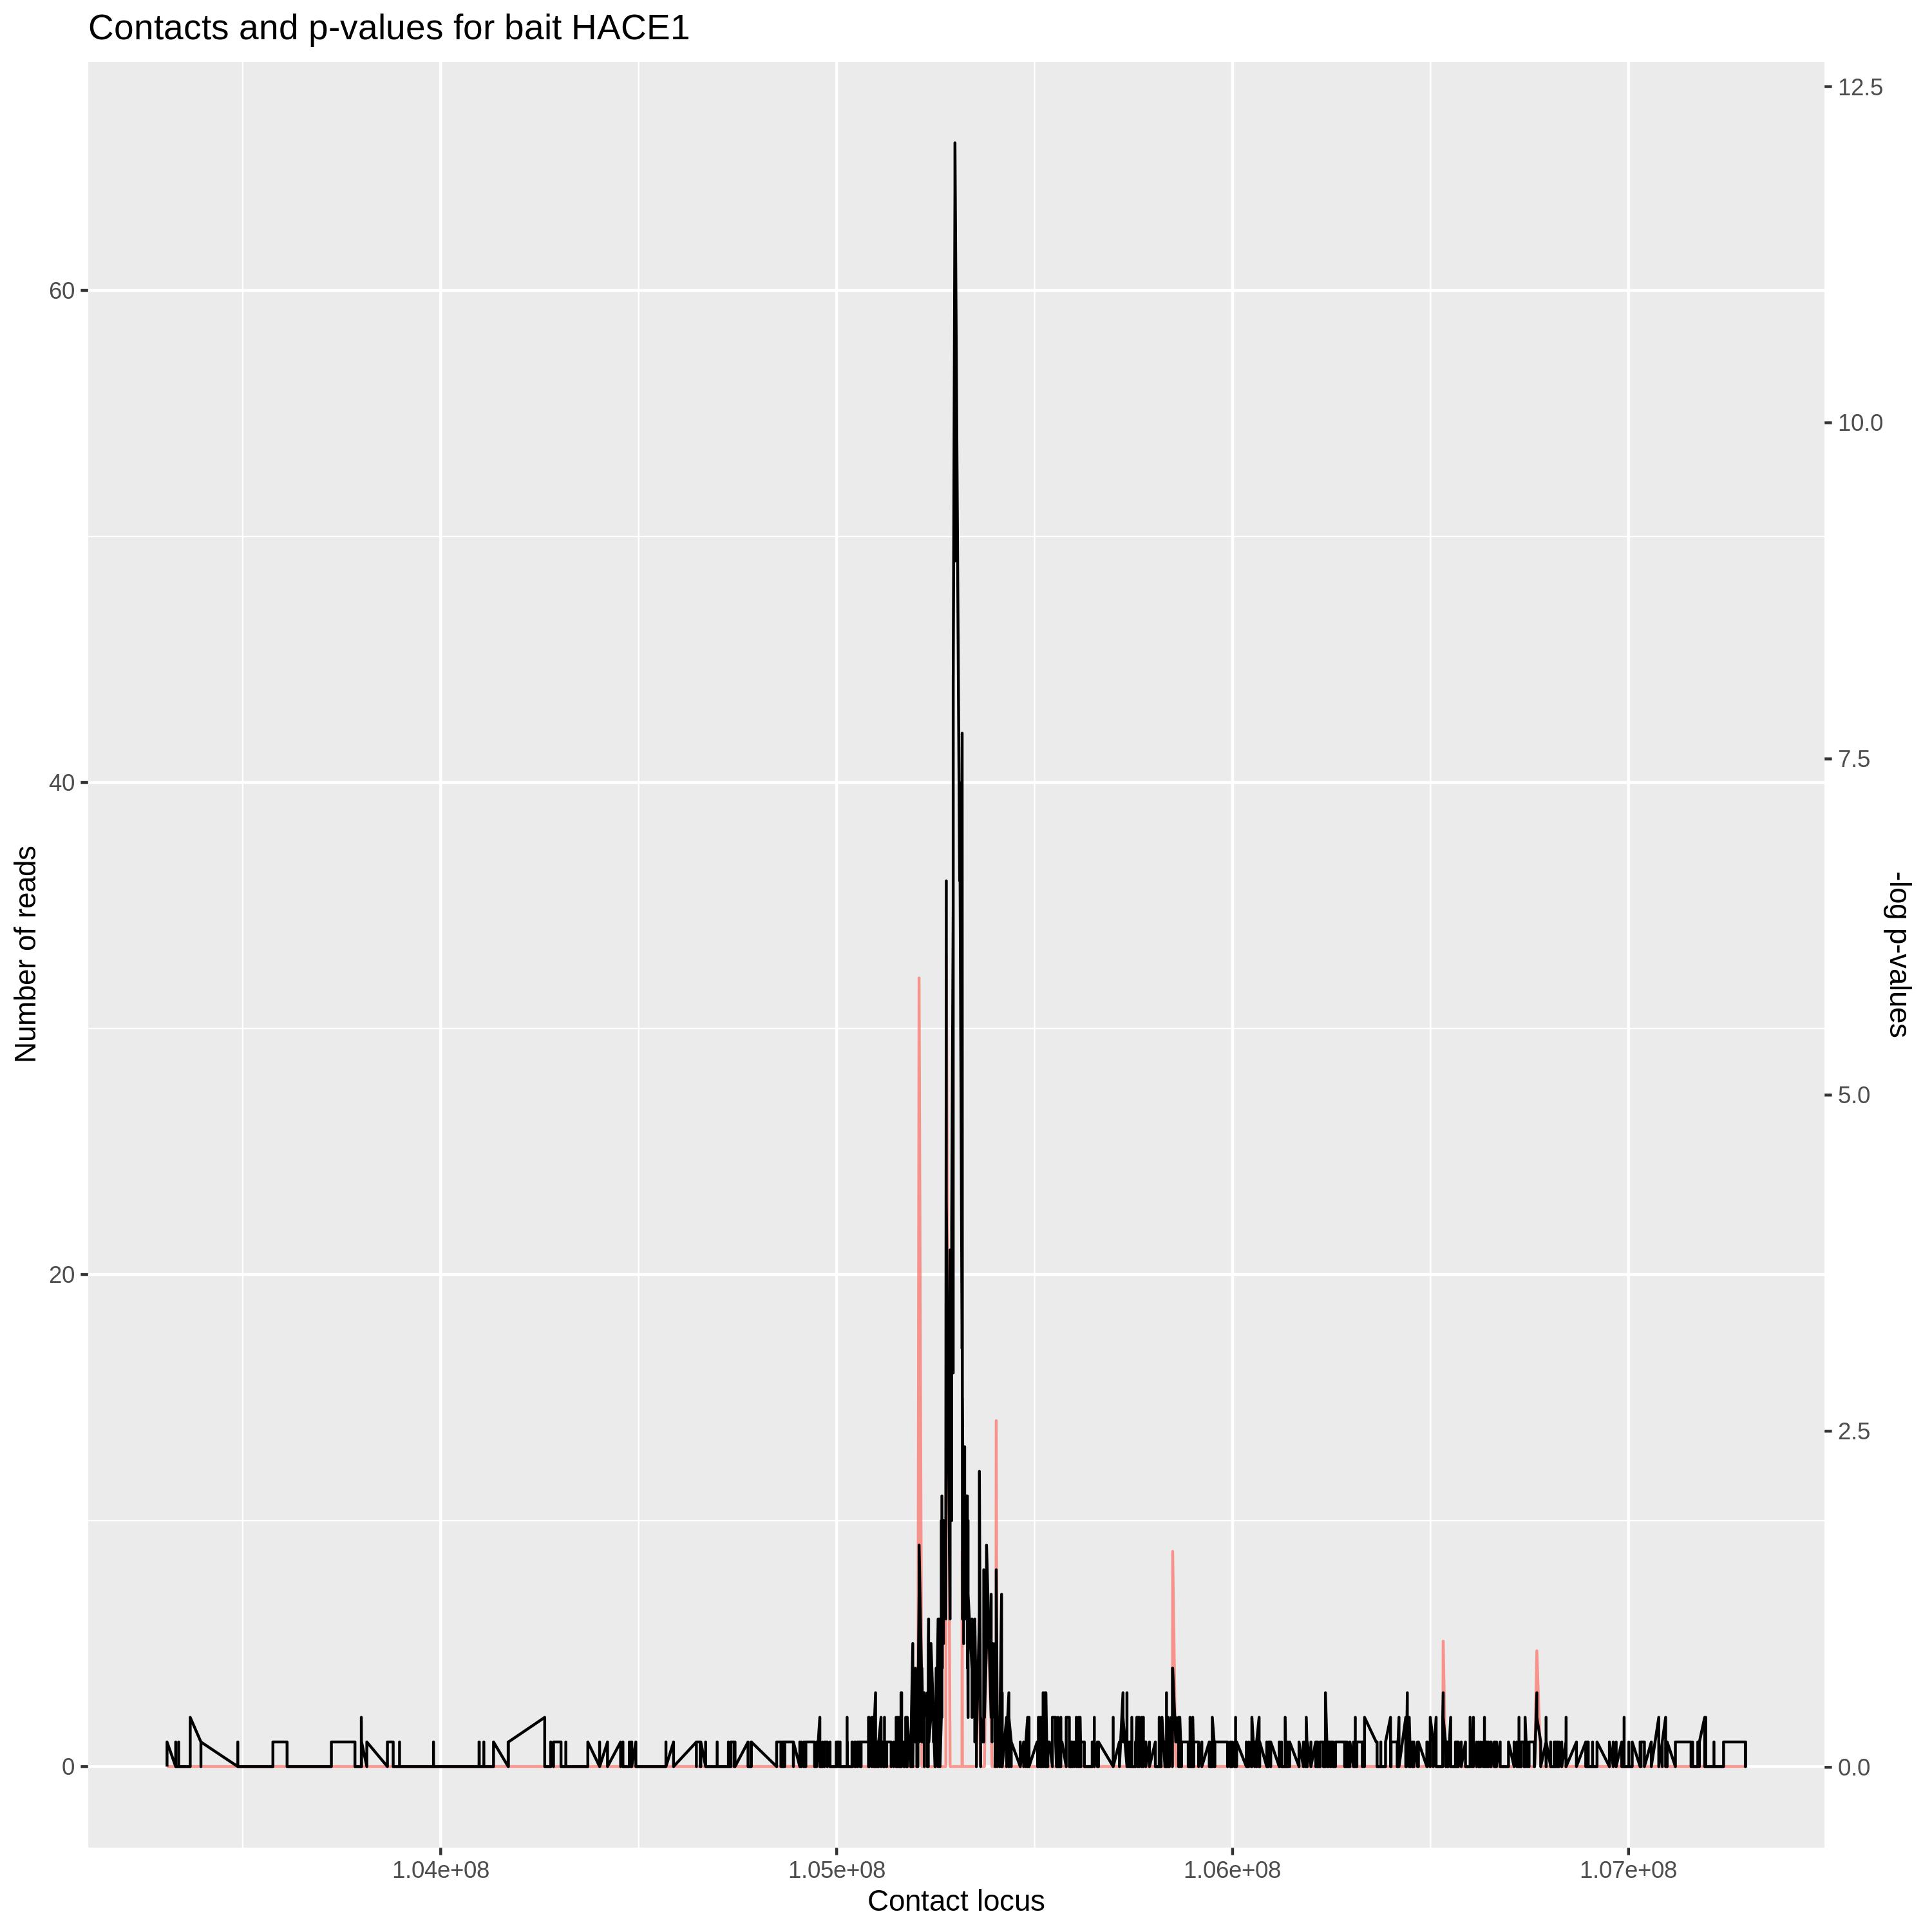 Contacts and p-values for bait HACE1
Number of reads
60
40
20
0
12.5
10.0
7.5
5.0
2.5
0.0
-log p-values
1.04e+08
1.05e+08
1.06e+08
1.07e+08
Contact locus